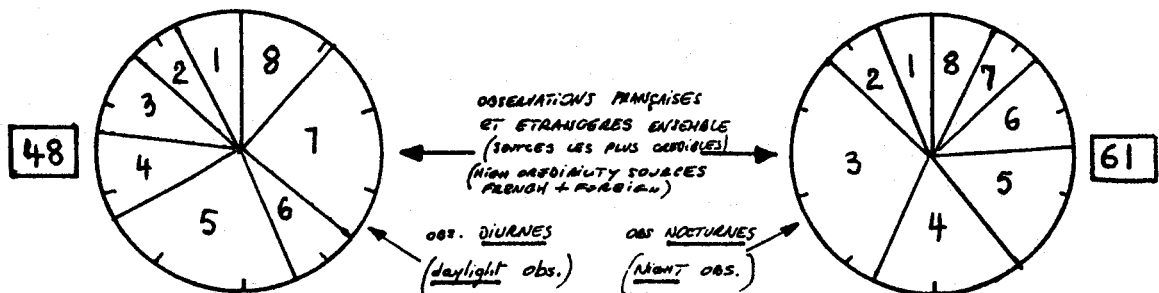 1
8
2
3
7
4
5
6
48
OBSERVATIONS FRANÇAISES
ET ETRANGERES ENSEMBLE
(SOURCES LES PLUS CREDIBLES)
(HIGH CREDIBILITY SOURCES
FRENCH + FOREIGN)
OBS. DIURNES
(daylight obs.)
OBS NOCTURNES
(NIGHT OBS.)
2
1
8
7
6
3
5
4
61